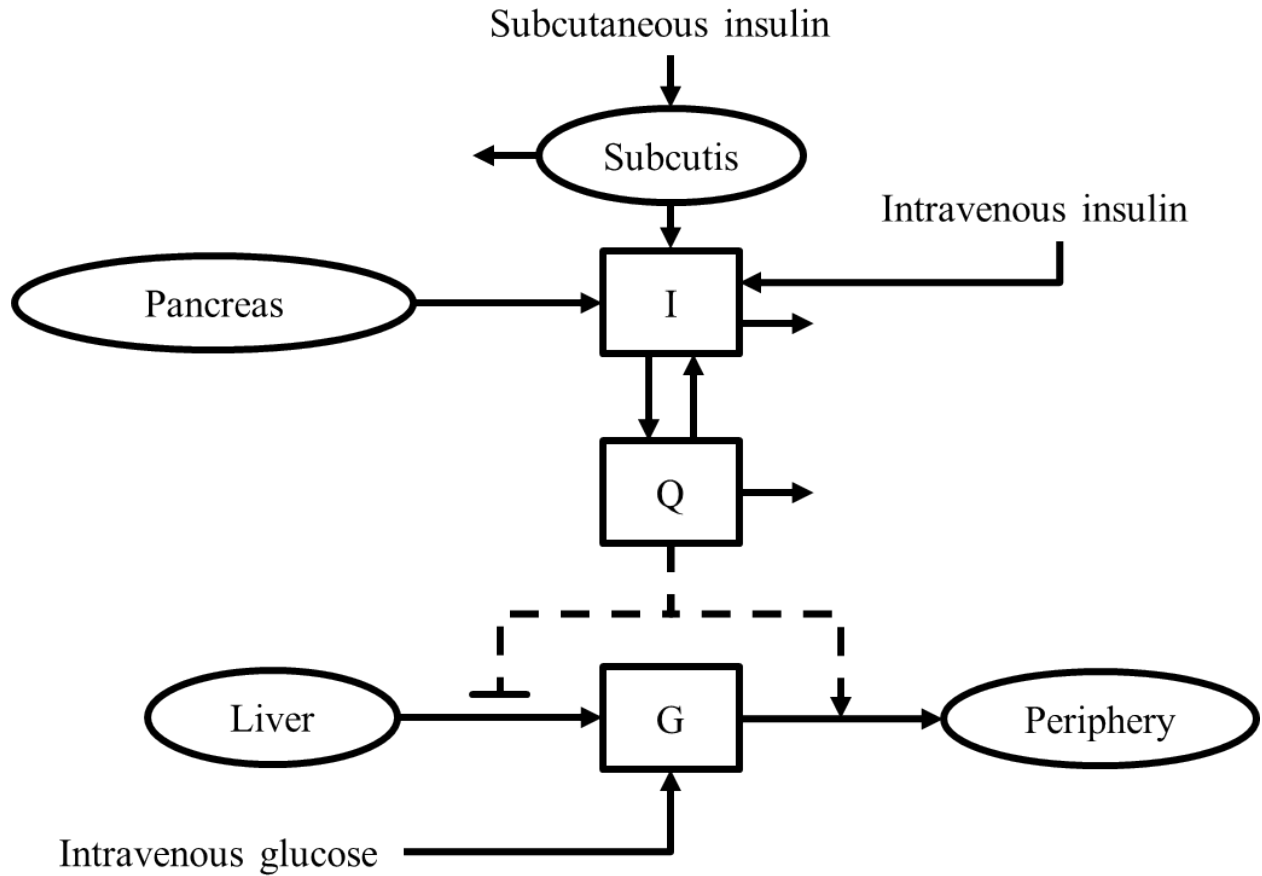 Subcutaneous insulin
Subcutis
Intravenous insulin
Pancreas
I
Q
Liver
G
Periphery
Intravenous glucose